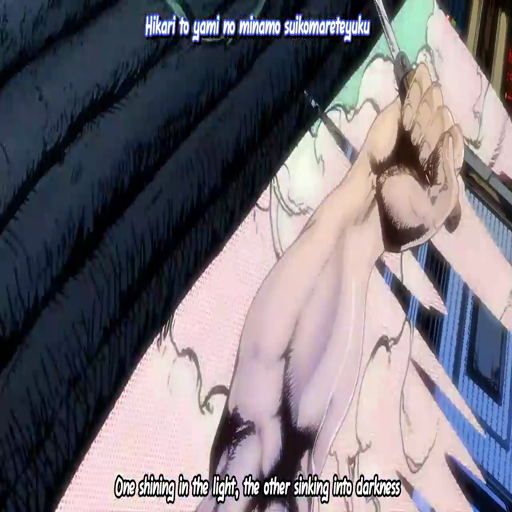 Hikari to yami no minamo suikomareteyuku
One shining in the light, the other sinking into darkness